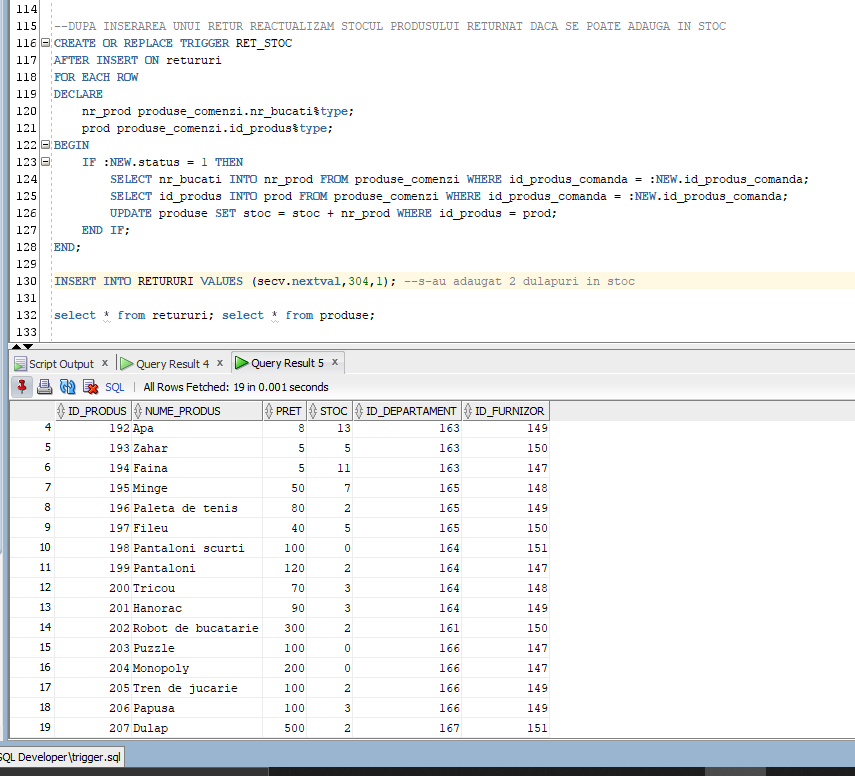 114
115 --DUPA INSERAREA UNUI RETUR REACTUALIZAM STOCUL PRODUSULUI RETURNAT DACA SE POATE ADAUGA IN STOC
116 CREATE OR REPLACE TRIGGER RET_STOC
117 AFTER INSERT ON retururi
118 FOR EACH ROW
119 DECLARE
120 nr_prod produse_comenzi.nr_bucati%type;
121 prod produse_comenzi.id_produs%type;
122 BEGIN
123 IF :NEW.status = 1 THEN
124 SELECT nr_bucati INTO nr_prod FROM produse_comenzi WHERE id_produs_comanda = :NEW.id_produs_comanda;
125 SELECT id_produs INTO prod FROM produse_comenzi WHERE id_produs_comanda = :NEW.id_produs_comanda;
126 UPDATE produse SET stoc = stoc + nr_prod WHERE id_produs = prod;
127 END IF;
128 END;
129
130 INSERT INTO RETURURI VALUES (secv.nextval,304,1); --s-au adaugat 2 dulapuri in stoc
131
132 select * from retururi; select * from produse;
133
Script Output x Query Result 4 x Query Result 5 x
SQL | All Rows Fetched: 19 in 0.001 seconds
ID_PRODUS NUME_PRODUS PRET STOC ID_DEPARTAMENT ID_FURNIZOR
4 192 Apa 8 13 163 149
5 193 Zahar 5 5 163 150
6 194 Faina 5 11 163 147
7 195 Minge 50 7 165 148
8 196 Paleta de tenis 80 2 165 149
9 197 Fileu 40 5 165 150
10 198 Pantaloni scurti 100 0 164 151
11 199 Pantaloni 120 2 164 147
12 200 Tricou 70 3 164 148
13 201 Hanorac 90 3 164 149
14 202 Robot de bucatarie 300 2 161 150
15 203 Puzzle 100 0 166 147
16 204 Monopoly 200 0 166 147
17 205 Tren de jucarie 100 2 166 149
18 206 Papusa 100 3 166 149
19 207 Dulap 500 2 167 151
SQL Developer\trigger.sql